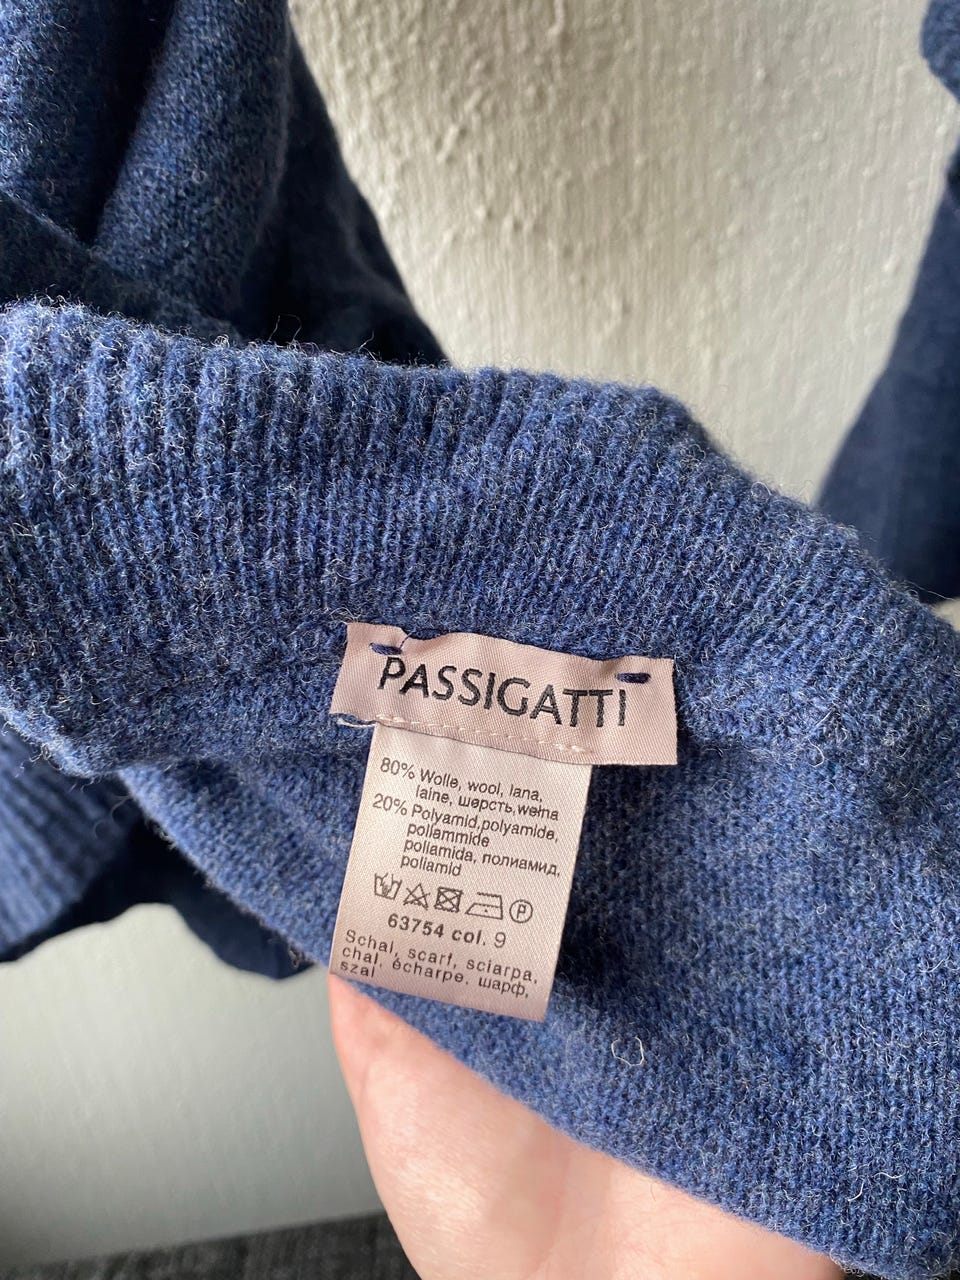 PASSIGATTI
80% Wolle, wool, lana,
laine, шерсть, wełna
20% Polyamid, polyamide,
poliammide
poliamida, полиамид,
poliamid
P
63754 col. 9
Schal, scarf, sciarpa,
chal, écharpe, шарф,
szal